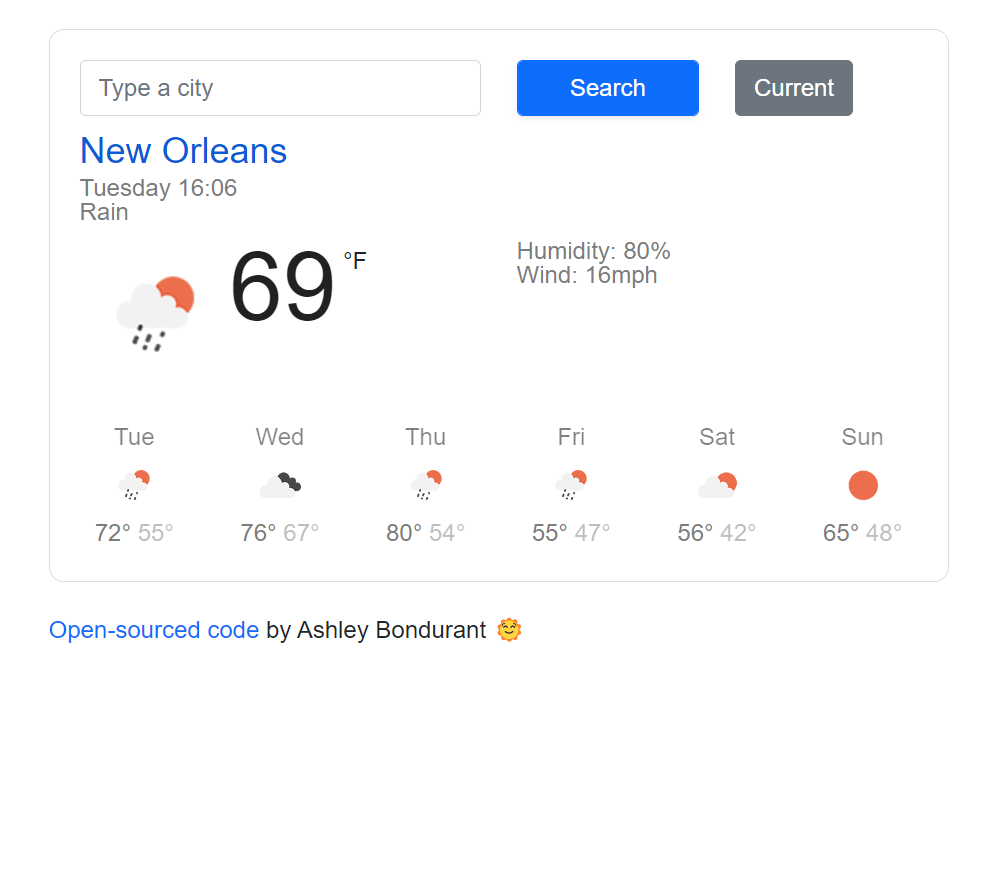 Type a city Search Current
New Orleans
Tuesday 16:06
Rain
69 °F
Humidity: 80%
Wind: 16mph
Tue Wed Thu Fri Sat Sun
72° 55° 76° 67° 80° 54° 55° 47° 56° 42° 65° 48°
Open-sourced code by Ashley Bondurant 🌞